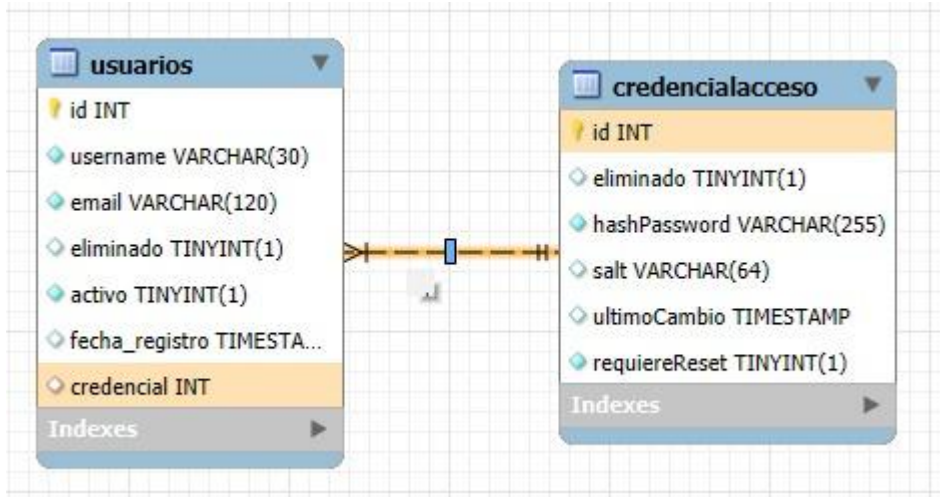 usuarios
id INT
username VARCHAR(30)
email VARCHAR(120)
eliminado TINYINT(1)
activo TINYINT(1)
fecha_registro TIMESTA...
credencial INT
Indexes
credencialacceso
id INT
eliminado TINYINT(1)
hashPassword VARCHAR(255)
salt VARCHAR(64)
ultimoCambio TIMESTAMP
requiereReset TINYINT(1)
Indexes